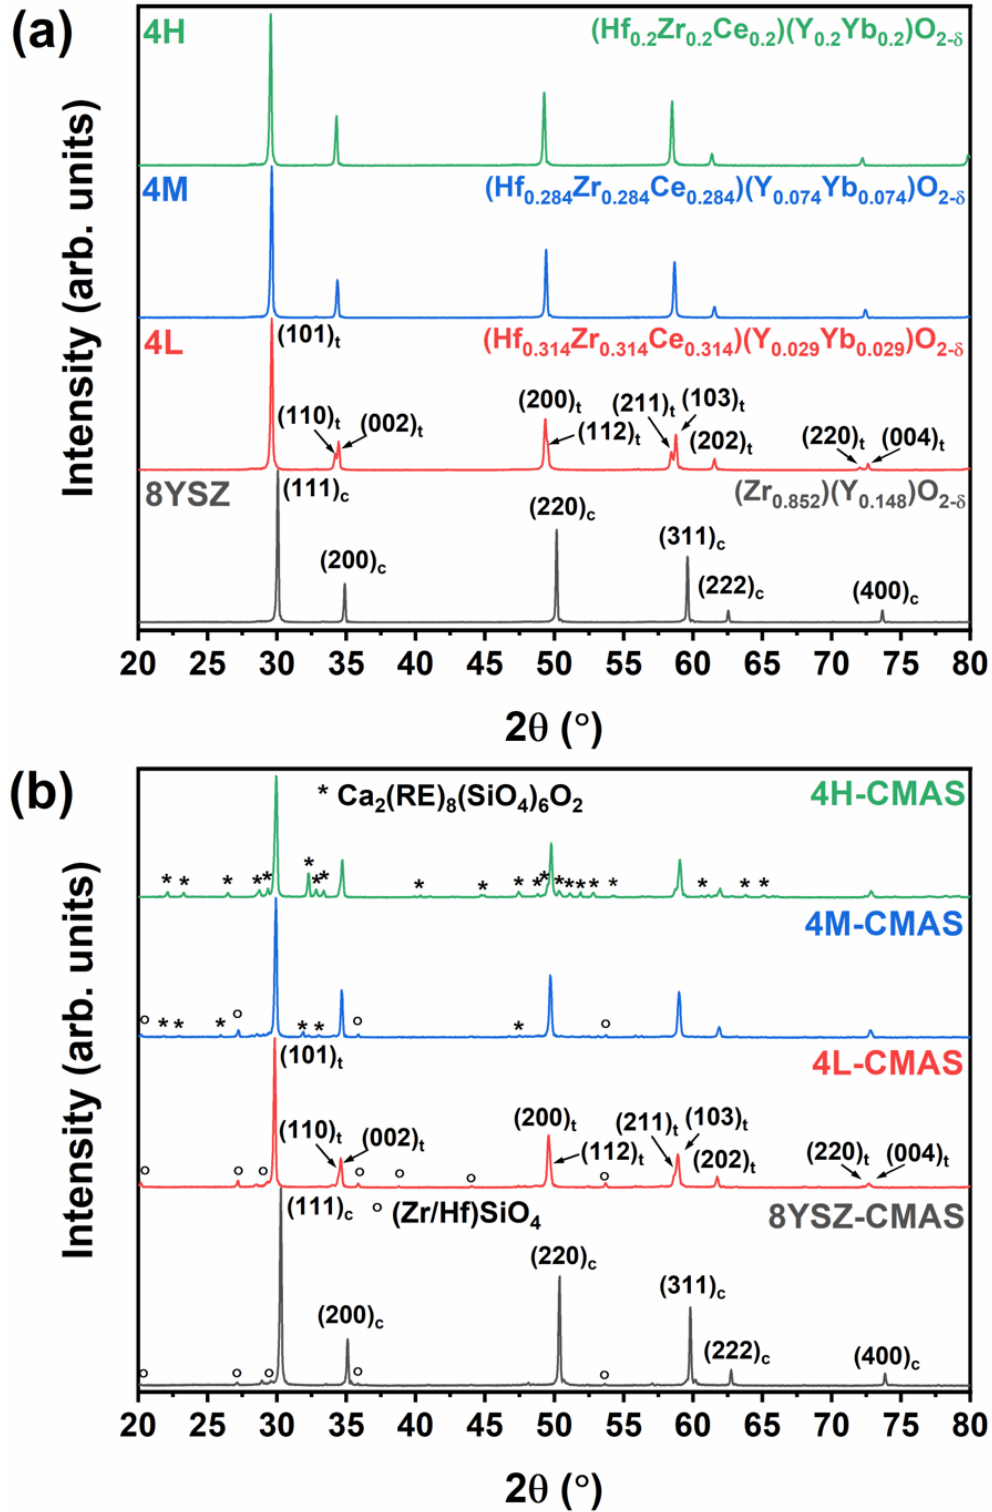 (a)
4H (Hf0.2Zr0.2Ce0.2)(Y0.2Yb0.2)O2-δ
4M (Hf0.284Zr0.284Ce0.284)(Y0.074Yb0.074)O2-δ
4L (101)t (Hf0.314Zr0.314Ce0.314)(Y0.029Yb0.029)O2-δ
(110)t (002)t (200)t (112)t (211)t (103)t (202)t (220)t (004)t
8YSZ (111)c (Zr0.852)(Y0.148)O2-δ
(200)c (220)c (311)c (222)c (400)c
Intensity (arb. units)
20 25 30 35 40 45 50 55 60 65 70 75 80
2θ (°)
(b)
* Ca2(RE)8(SiO4)6O2 4H-CMAS
* * * * * * * * * * * * * * * * * * * * *
4M-CMAS
° * * * ° * * ° * °
(101)t 4L-CMAS
(110)t (002)t (200)t (112)t (211)t (103)t (202)t (220)t (004)t
° ° ° ° ° ° °
(111)c ° (Zr/Hf)SiO4 8YSZ-CMAS
(200)c (220)c (311)c (222)c (400)c
° ° ° ° °
Intensity (arb. units)
20 25 30 35 40 45 50 55 60 65 70 75 80
2θ (°)